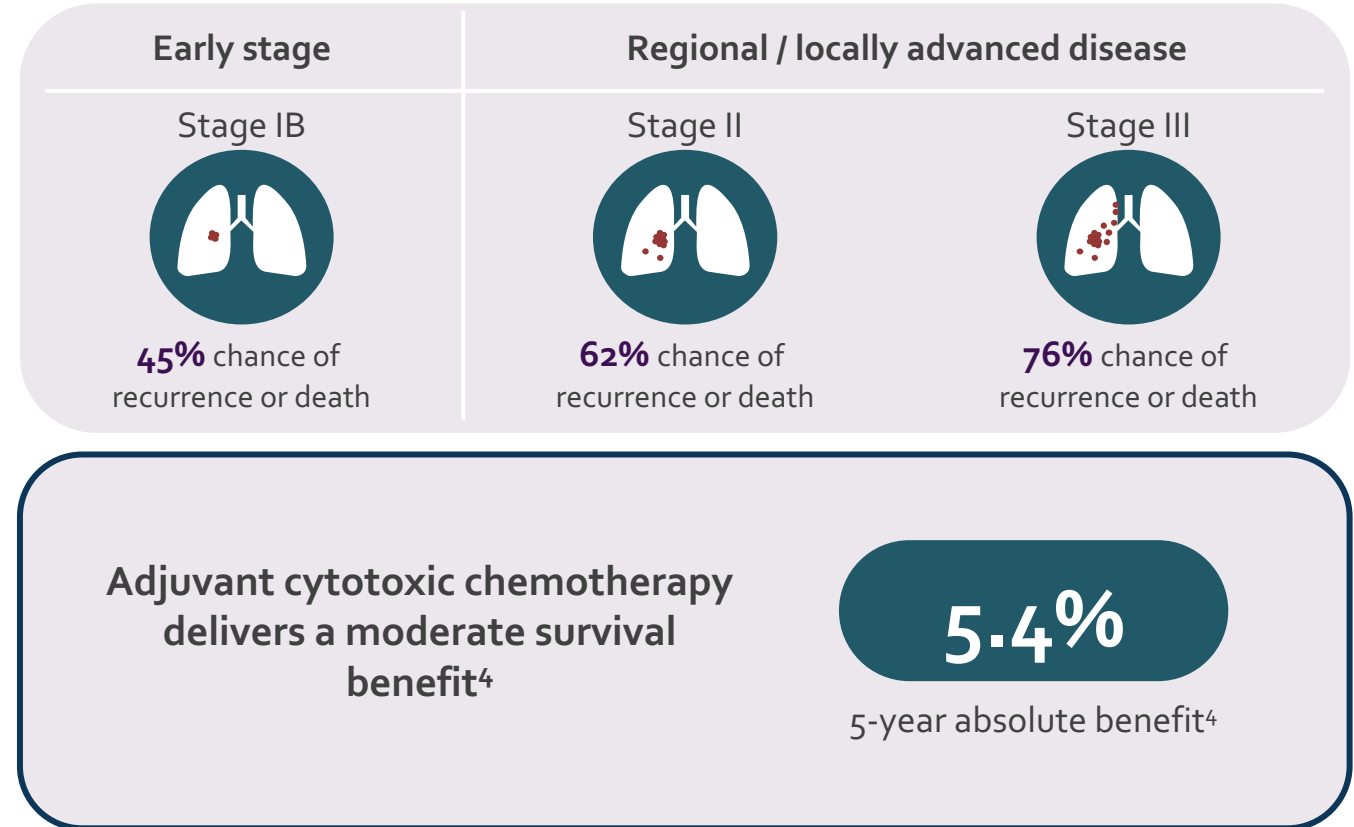 Early stage
Regional / locally advanced disease
Stage IB
Stage II
Stage III
45% chance of
recurrence or death
62% chance of
recurrence or death
76% chance of
recurrence or death
Adjuvant cytotoxic chemotherapy
delivers a moderate survival
benefit⁴
5.4%
5-year absolute benefit⁴